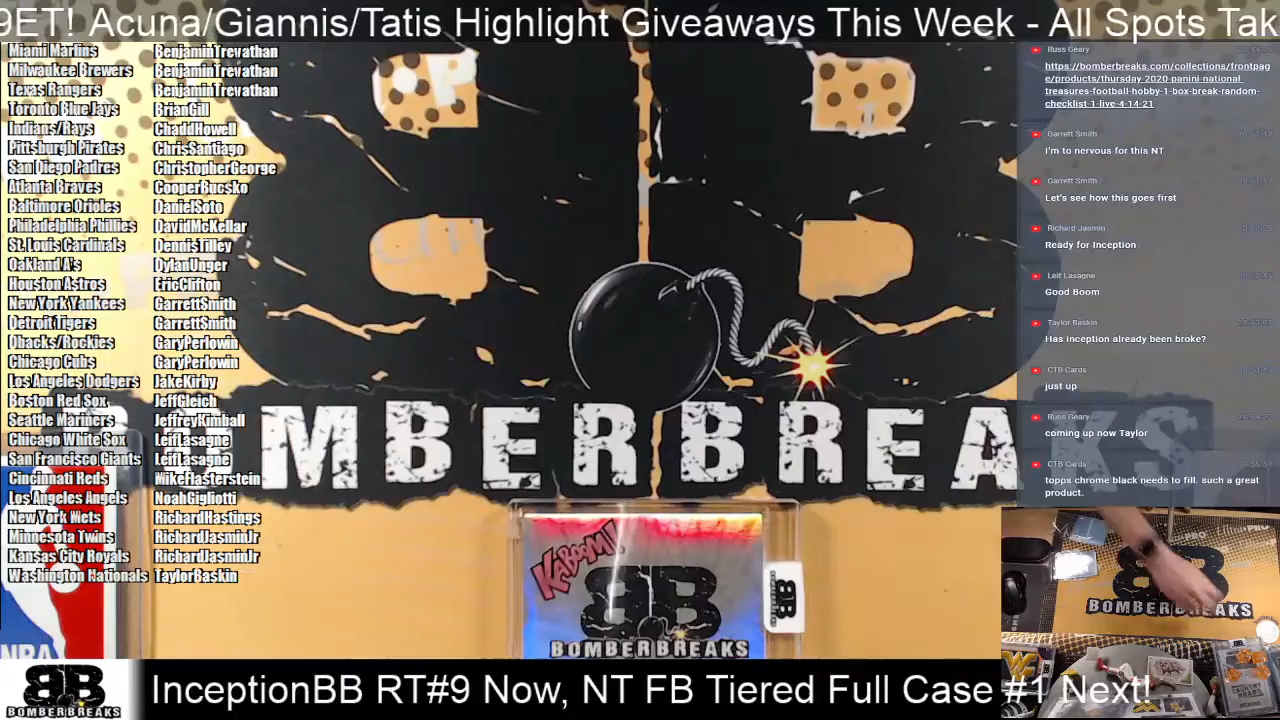 9ET! Acuna/Giannis/Tatis Highlight Giveaways This Week - All Spots Tak
Miami Marlins BenjaminTrevathan
Milwaukee Brewers BenjaminTrevathan
Texas Rangers BenjaminTrevathan
Toronto Blue Jays BrianGill
Indians/Rays ChaddHowell
Pittsburgh Pirates ChrisSantiago
San Diego Padres ChristopherGeorge
Atlanta Braves CooperBucsko
Baltimore Orioles DanielSoto
Philadelphia Phillies DavidMcKellar
St. Louis Cardinals DennisTilley
Oakland A's DylanUnger
Houston Astros EricClifton
New York Yankees GarrettSmith
Detroit Tigers GarrettSmith
Dbacks/Rockies GaryPerlowin
Chicago Cubs GaryPerlowin
Los Angeles Dodgers JakeKirby
Boston Red Sox JeffGleich
Seattle Mariners JeffreyKimball
Chicago White Sox LeifLasagne
San Francisco Giants LeifLasagne
Cincinnati Reds MikeHasterstein
Los Angeles Angels NoahGigliotti
New York Mets RichardHastings
Minnesota Twins RichardJasminJr
Kansas City Royals RichardJasminJr
Washington Nationals TaylorBaskin
NBA
MBERBREAKS
KABOOM!
BB
BOMBERBREAKS
BB
Russ Geary
https://bomberbreaks.com/collections/frontpag
e/products/thursday-2020-panini-national-
treasures-football-hobby-1-box-break-random-
checklist-1-live-4-14-21
Garrett Smith
I'm to nervous for this NT
Garrett Smith
Let's see how this goes first
Richard Jasmin
Ready for Inception
Leif Lasagne
Good Boom
Taylor Baskin
Has inception already been broke?
CTB Cards
just up
Russ Geary
coming up now Taylor
CTB Cards
topps chrome black needs to fill. such a great
product.
BOMBERBREAKS
BB
BOMBERBREAKS
InceptionBB RT#9 Now, NT FB Tiered Full Case #1 Next!